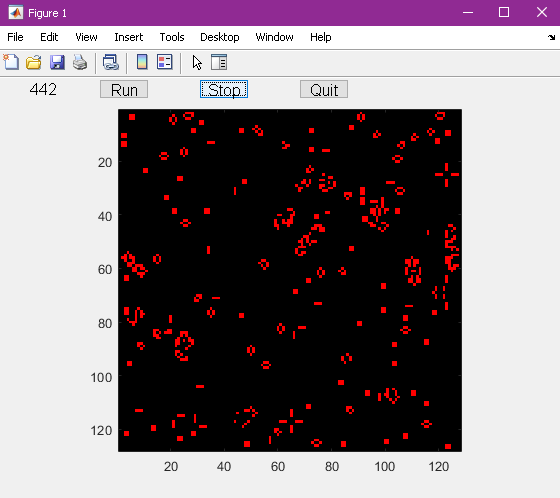 Figure 1
File Edit View Insert Tools Desktop Window Help
442 Run Stop Quit
20
40
60
80
100
120
20 40 60 80 100 120